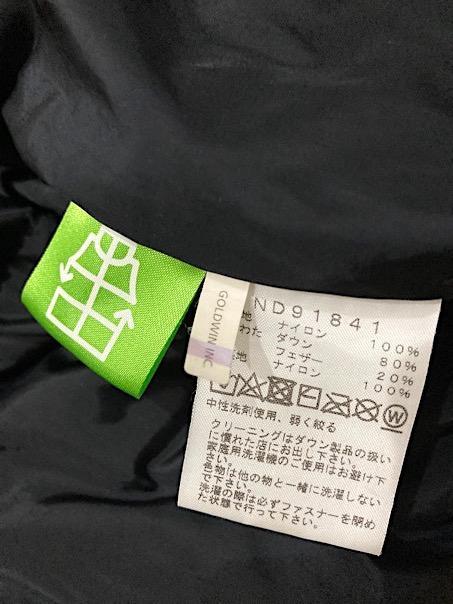 GOLDWIN INC
ND91841
地 ナイロン 100%
わた ダウン 80%
フェザー 20%
地 ナイロン 100%
中性洗剤使用、弱く絞る
クリーニングはダウン製品の扱い
に慣れた店にお出し下さい。
家庭用洗濯機のご使用はお避け下
さい。
色物は他の物と一緒に洗濯しない
で下さい。
洗濯の際は必ずファスナーを閉め
た状態で行って下さい。